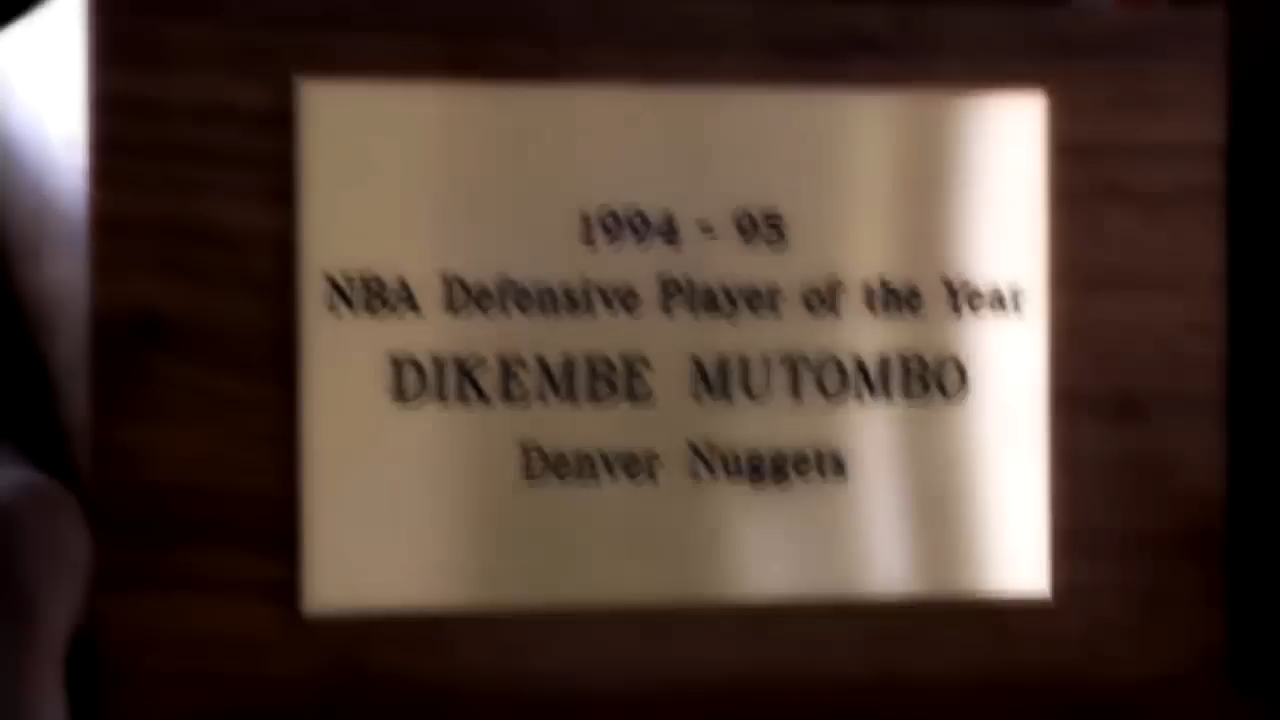 1994 - 95
NBA Defensive Player of the Year
DIKEMBE MUTOMBO
Denver Nuggets